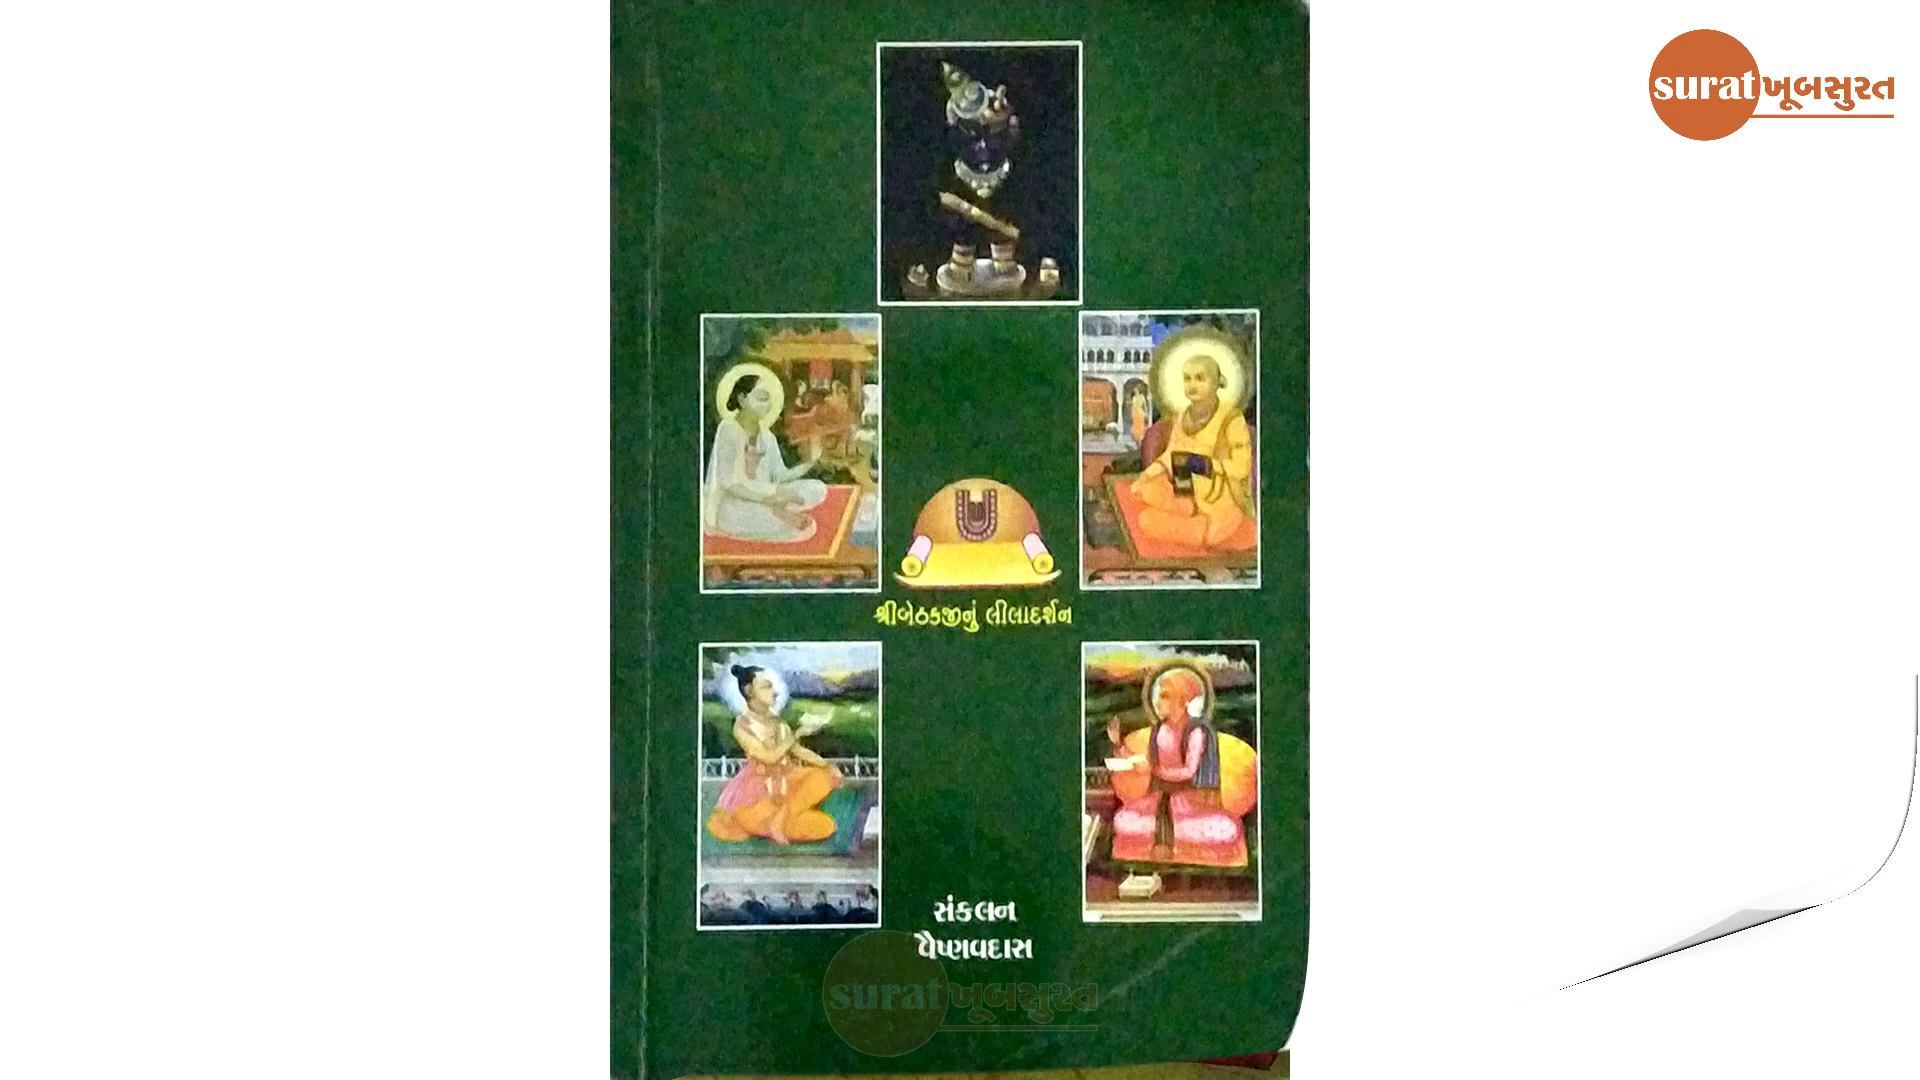 suratખૂબસુરત
શ્રીબેઠકજીનું લીલાદર્શન
સંકલન
વૈષ્ણવદાસ
suratખૂબસુરત